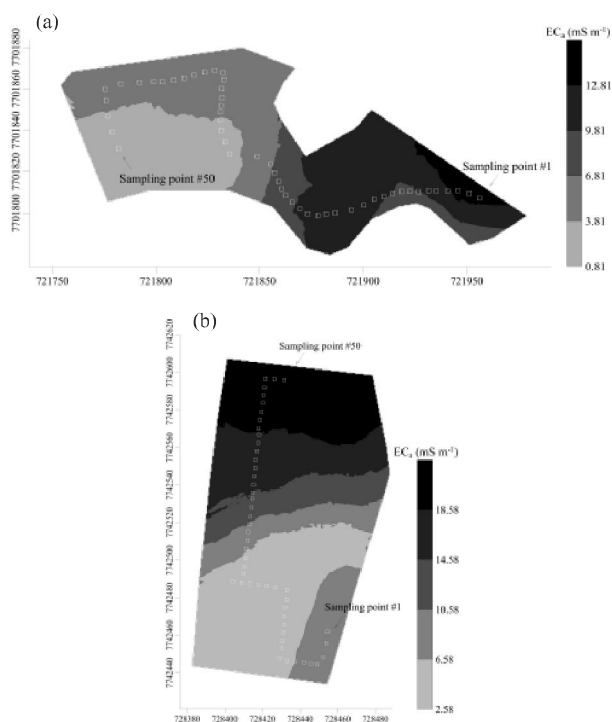 (a)
ECa (mS m-1)
7701880
7701860
7701840
7701820
7701800
12.81
9.81
6.81
3.81
0.81
Sampling point #50
Sampling point #1
721750 721800 721850 721900 721950
(b)
Sampling point #50
7742620
7742600
7742580
7742560
7742540
7742520
7742500
7742480
7742460
7742440
ECa (mS m-1)
18.58
14.58
10.58
6.58
2.58
Sampling point #1
728380 728400 728420 728440 728460 728480